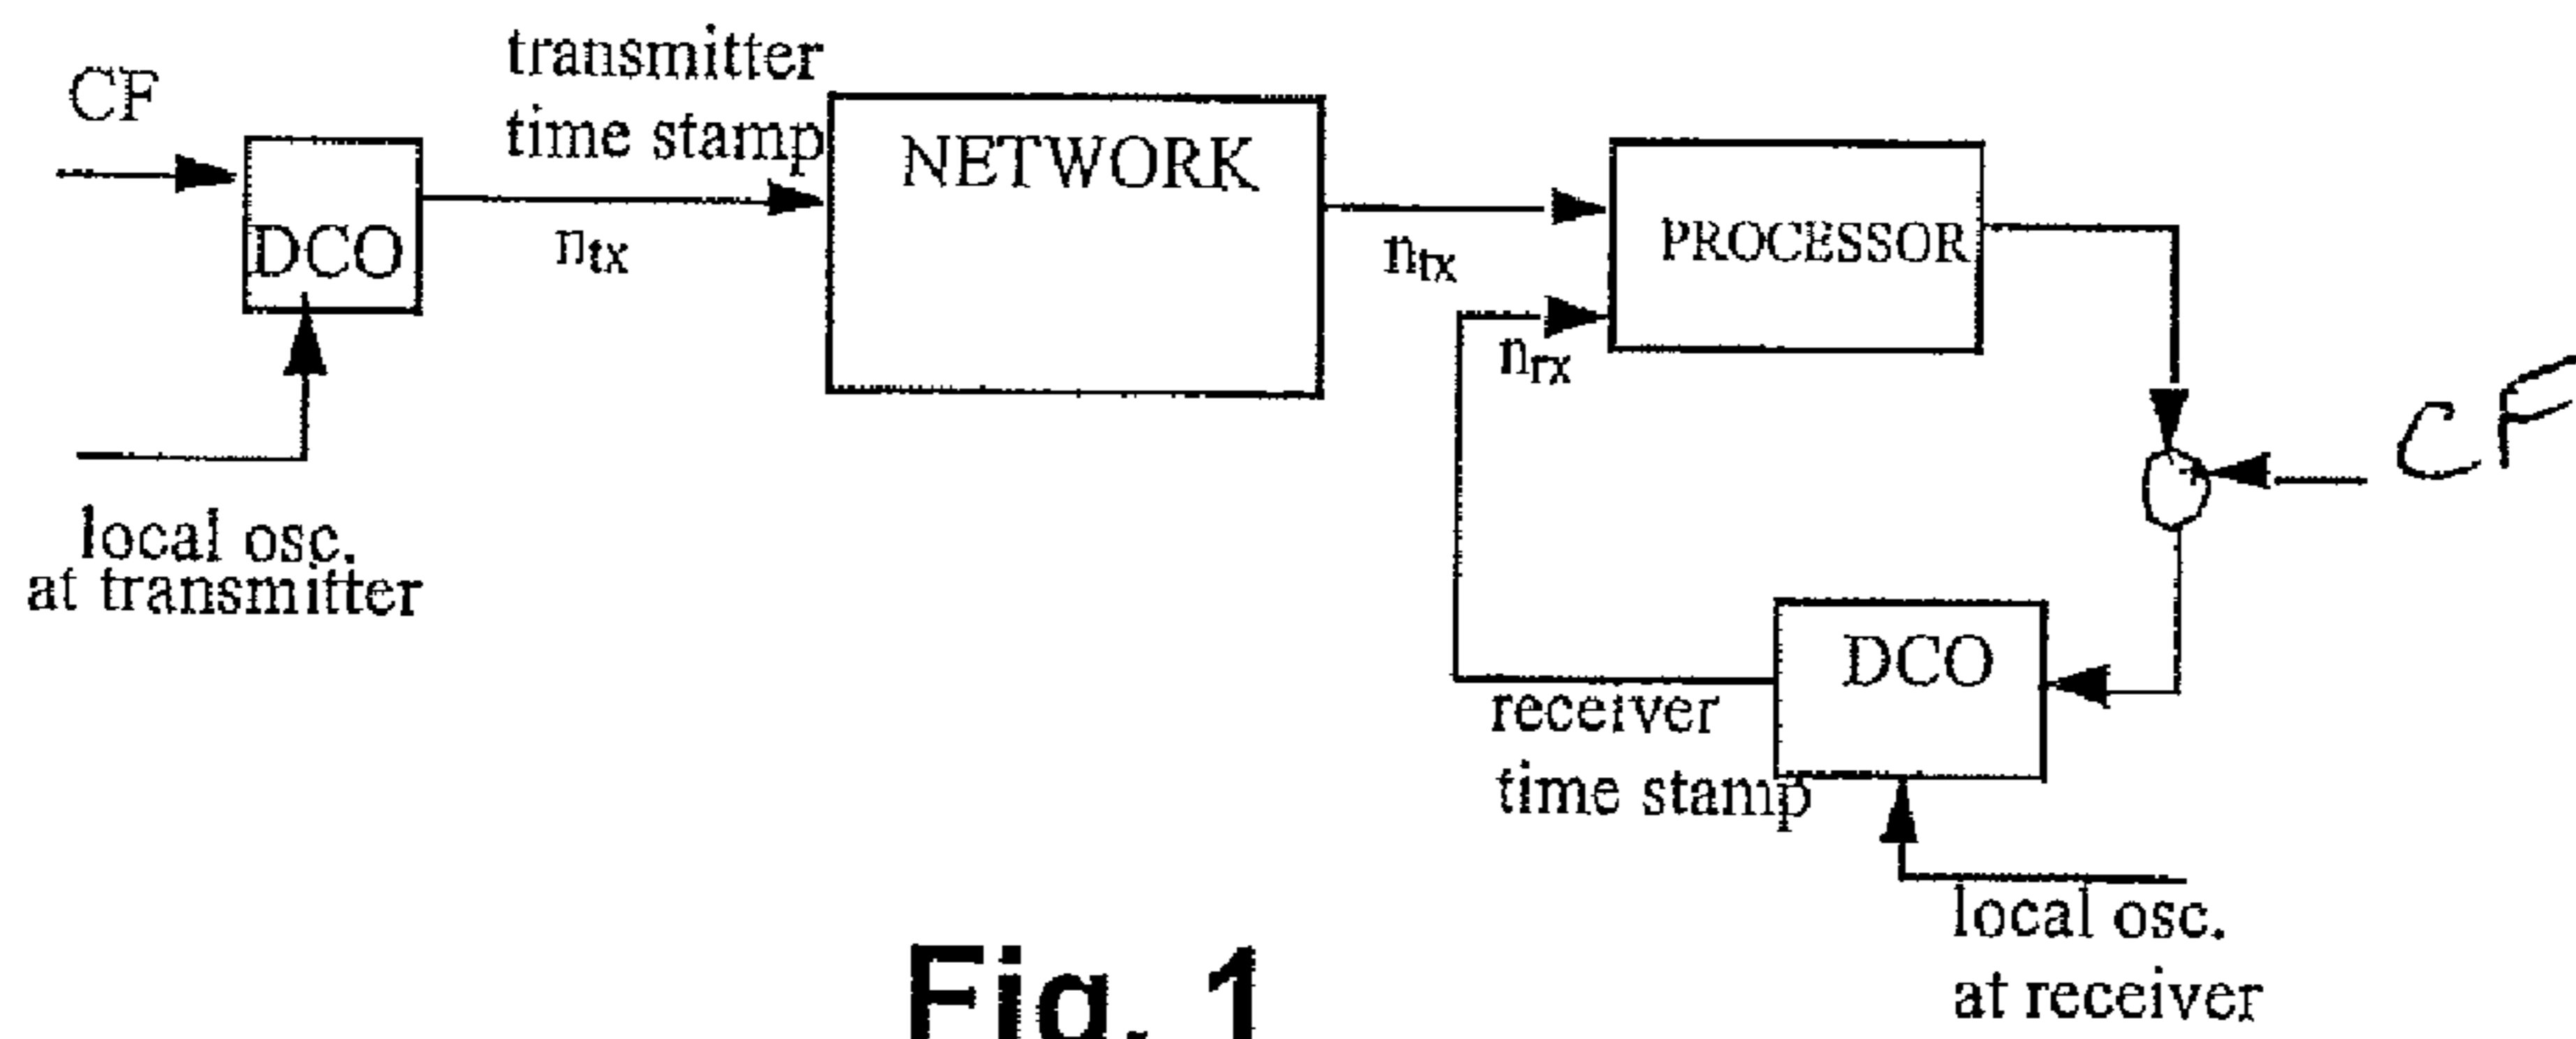 CF
transmitter
time stamp
DCO
n_tx
local osc.
at transmitter
NETWORK
n_tx
n_rx
PROCESSOR
CF
DCO
receiver
time stamp
local osc.
at receiver
Fig. 1